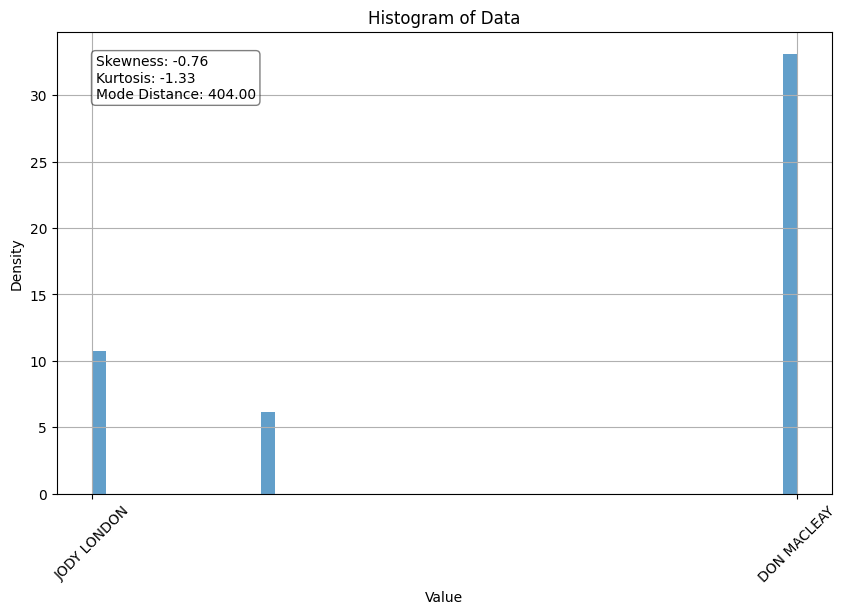 Histogram of Data
Skewness: -0.76
Kurtosis: -1.33
Mode Distance: 404.00
30
25
20
15
10
5
0
Density
JODY LONDON
DON MACLEAY
Value